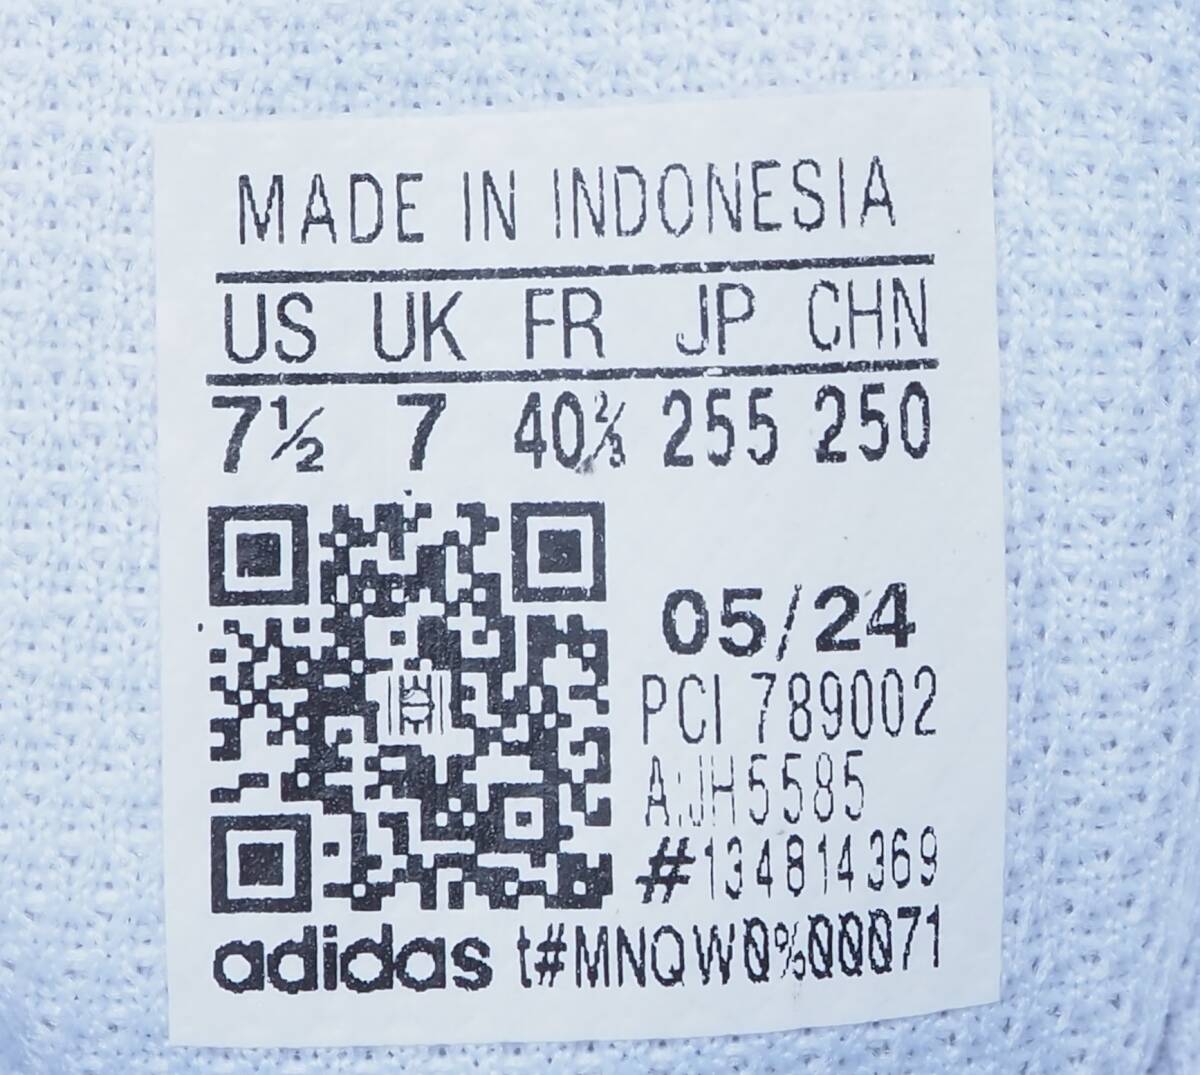 MADE IN INDONESIA
US UK FR JP CHN
7½ 7 40⅔ 255 250
05/24
PCI 789002
A:JH5585
#134814369
adidas t#MNQW0%00071